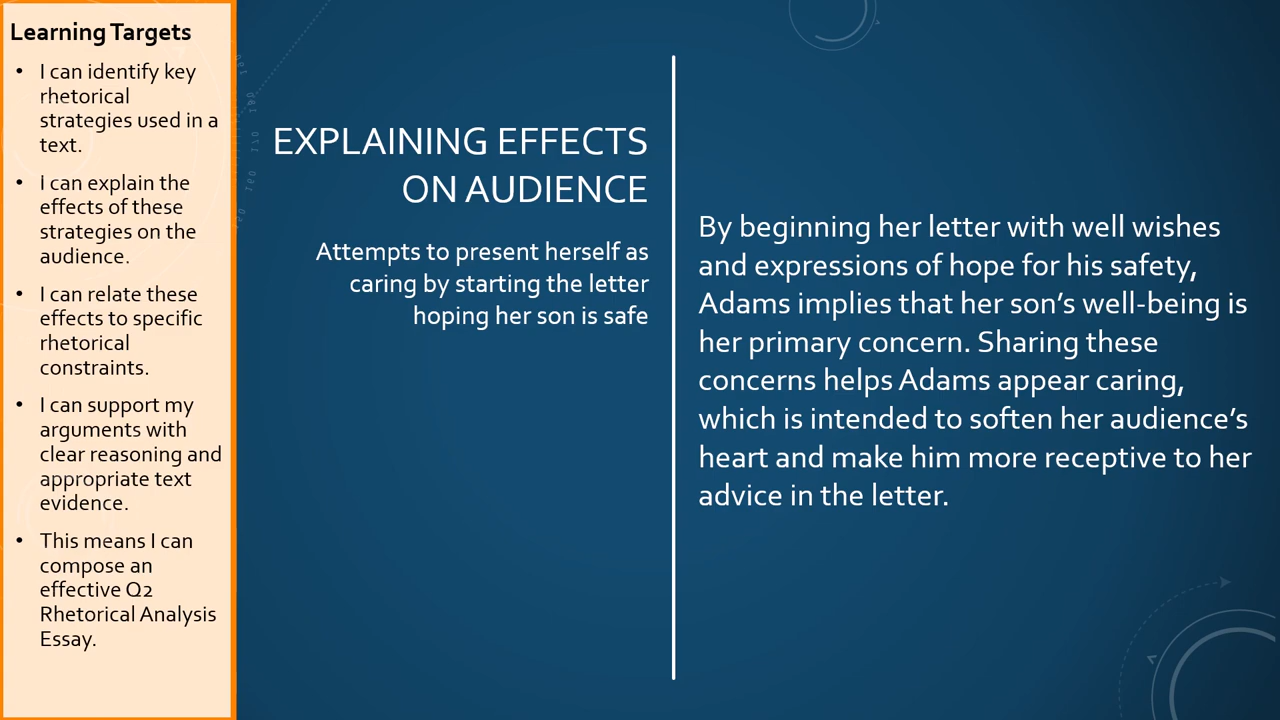 Learning Targets
• I can identify key
rhetorical
strategies used in a
text.
• I can explain the
effects of these
strategies on the
audience.
• I can relate these
effects to specific
rhetorical
constraints.
• I can support my
arguments with
clear reasoning and
appropriate text
evidence.
• This means I can
compose an
effective Q2
Rhetorical Analysis
Essay.
EXPLAINING EFFECTS
ON AUDIENCE
Attempts to present herself as
caring by starting the letter
hoping her son is safe
By beginning her letter with well wishes
and expressions of hope for his safety,
Adams implies that her son’s well-being is
her primary concern. Sharing these
concerns helps Adams appear caring,
which is intended to soften her audience’s
heart and make him more receptive to her
advice in the letter.